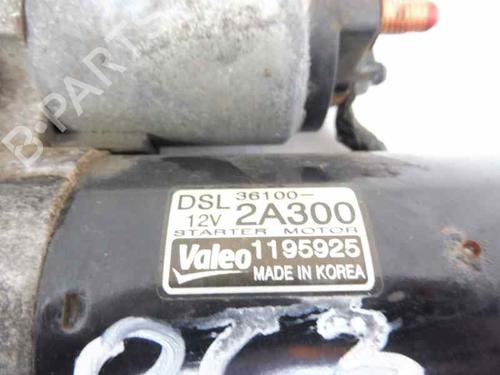 B-PARTS
DSL 36100-
12V 2A300
STARTER MOTOR
Valeo 1195925
MADE IN KOREA